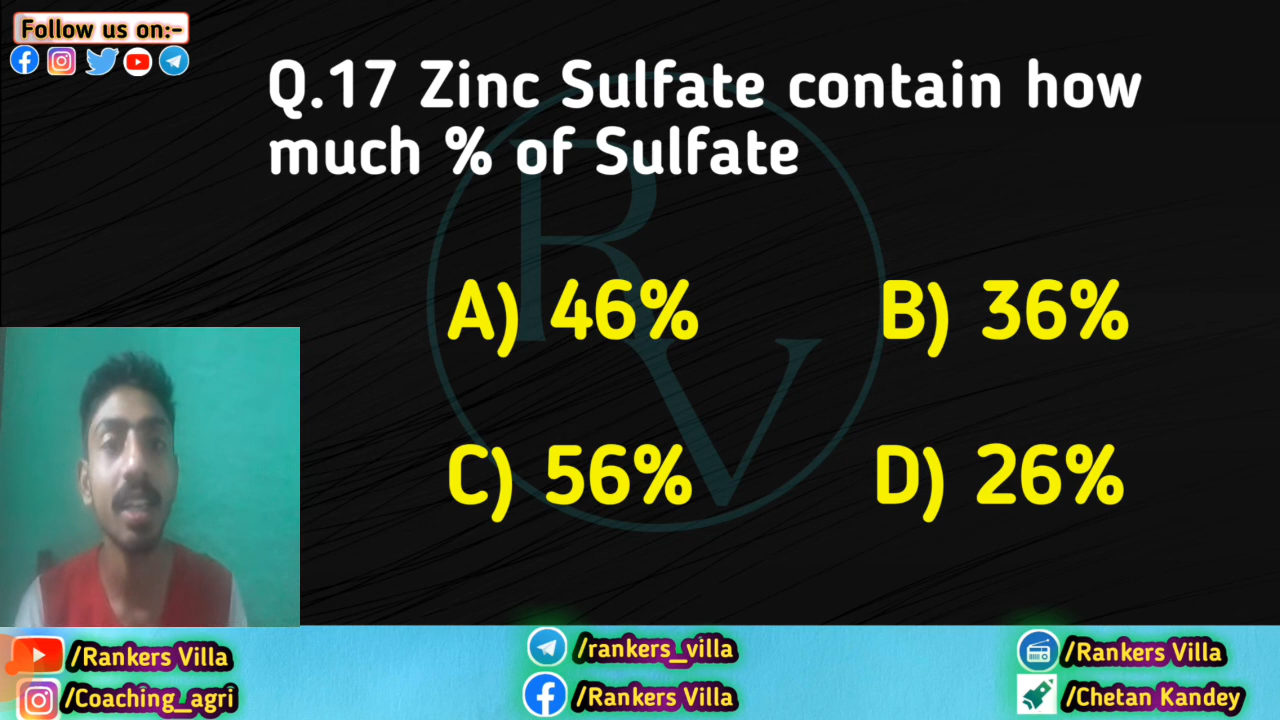 Follow us on:-
Q.17 Zinc Sulfate contain how
much % of Sulfate
RV
A) 46%
B) 36%
C) 56%
D) 26%
/Rankers Villa
/rankers_villa
/Rankers Villa
/Coaching_agri
/Rankers Villa
/Chetan Kandey